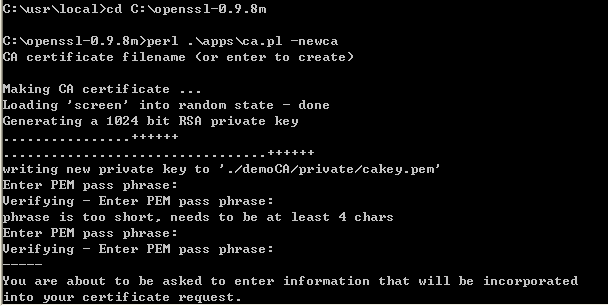 C:\usr\local>cd C:\openssl-0.9.8m
C:\openssl-0.9.8m>perl .\apps\ca.pl -newca
CA certificate filename (or enter to create)
Making CA certificate ...
Loading 'screen' into random state - done
Generating a 1024 bit RSA private key
................++++++
.................................++++++
writing new private key to './demoCA/private/cakey.pem'
Enter PEM pass phrase:
Verifying - Enter PEM pass phrase:
phrase is too short, needs to be at least 4 chars
Enter PEM pass phrase:
Verifying - Enter PEM pass phrase:
-----
You are about to be asked to enter information that will be incorporated
into your certificate request.